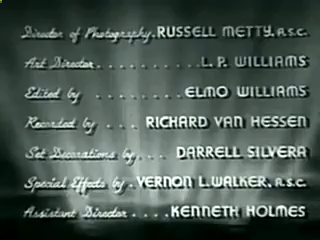 Director of Photography. RUSSELL METTY, A.S.C.
Art Director.......... L. P. WILLIAMS
Edited by ........ ELMO WILLIAMS
Recorded by .... RICHARD VAN HESSEN
Set Decorations by... DARRELL SILVERA
Special Effects by. VERNON L. WALKER, A.S.C.
Assistant Director.... KENNETH HOLMES